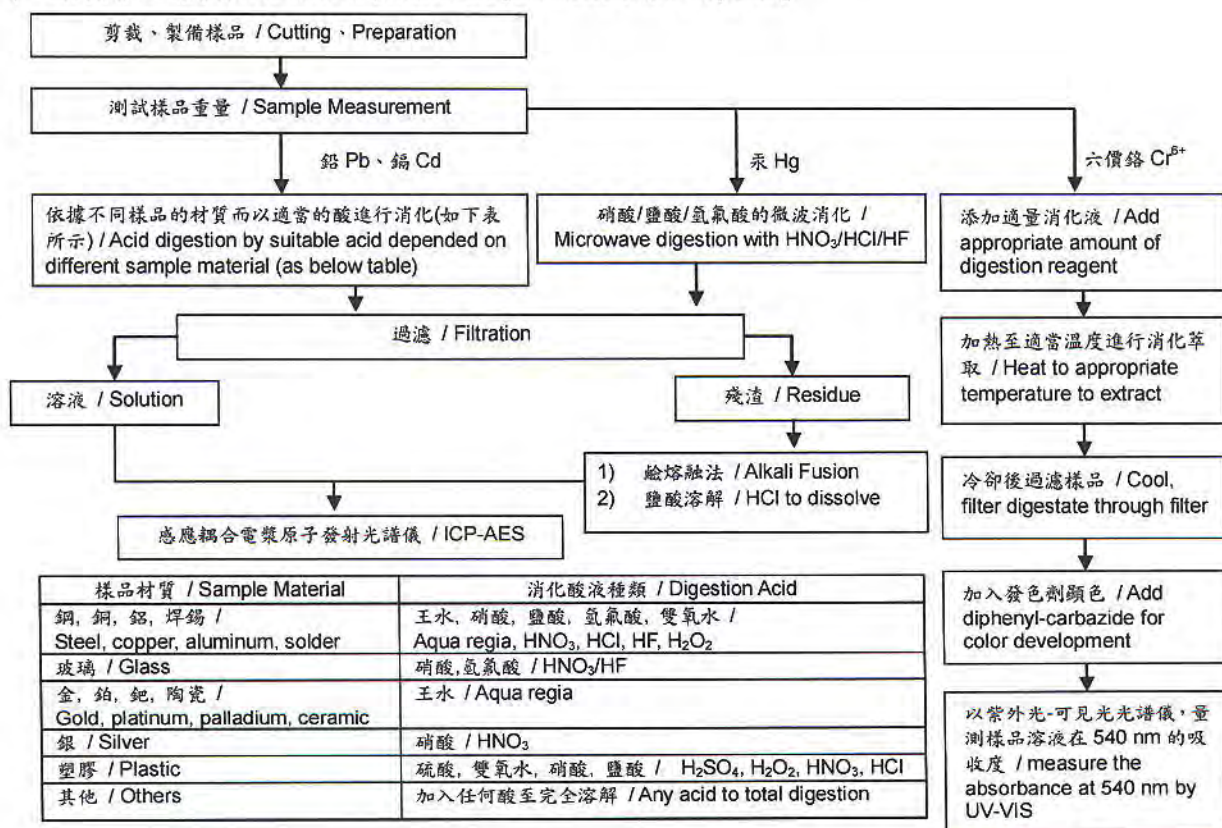 剪裁、製備樣品 / Cutting、Preparation
測試樣品重量 / Sample Measurement
鉛 Pb、鎘 Cd
汞 Hg
六價鉻 Cr⁶⁺
依據不同樣品的材質而以適當的酸進行消化(如下表
所示) / Acid digestion by suitable acid depended on
different sample material (as below table)
硝酸/鹽酸/氫氟酸的微波消化 /
Microwave digestion with HNO₃/HCl/HF
添加適量消化液 / Add
appropriate amount of
digestion reagent
過濾 / Filtration
加熱至適當溫度進行消化萃
取 / Heat to appropriate
temperature to extract
溶液 / Solution
殘渣 / Residue
1) 鹼熔融法 / Alkali Fusion
2) 鹽酸溶解 / HCl to dissolve
冷卻後過濾樣品 / Cool,
filter digestate through filter
感應耦合電漿原子發射光譜儀 / ICP-AES
加入發色劑顯色 / Add
diphenyl-carbazide for
color development
以紫外光-可見光光譜儀,量
測樣品溶液在 540 nm 的吸
收度 / measure the
absorbance at 540 nm by
UV-VIS
樣品材質 / Sample Material
消化酸液種類 / Digestion Acid
鋼, 銅, 鋁, 焊錫 /
Steel, copper, aluminum, solder
王水, 硝酸, 鹽酸, 氫氟酸, 雙氧水 /
Aqua regia, HNO₃, HCl, HF, H₂O₂
玻璃 / Glass
硝酸,氫氟酸 / HNO₃/HF
金, 鉑, 鈀, 陶瓷 /
Gold, platinum, palladium, ceramic
王水 / Aqua regia
銀 / Silver
硝酸 / HNO₃
塑膠 / Plastic
硫酸, 雙氧水, 硝酸, 鹽酸 / H₂SO₄, H₂O₂, HNO₃, HCl
其他 / Others
加入任何酸至完全溶解 / Any acid to total digestion